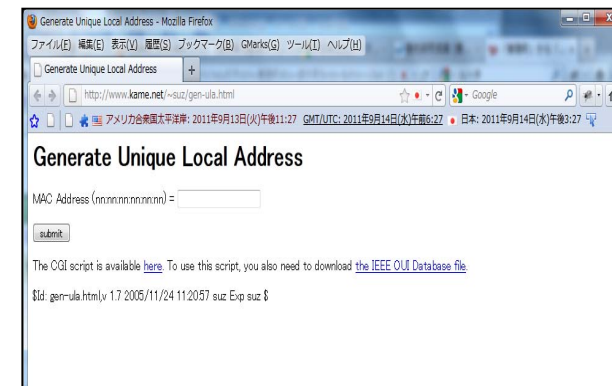 Generate Unique Local Address - Mozilla Firefox
ファイル(F) 編集(E) 表示(V) 履歴(S) ブックマーク(B) GMarks(G) ツール(T) ヘルプ(H)
Generate Unique Local Address +
http://www.kame.net/~suz/gen-ula.html Google
アメリカ合衆国太平洋岸: 2011年9月13日(火)午後11:27 GMT/UTC: 2011年9月14日(水)午前6:27 日本: 2011年9月14日(水)午後3:27
Generate Unique Local Address
MAC Address (nn:nn:nn:nn:nn:nn) =
submit
The CGI script is available here. To use this script, you also need to download the IEEE OUI Database file.
$Id: gen-ula.html,v 1.7 2005/11/24 11:20:57 suz Exp suz $